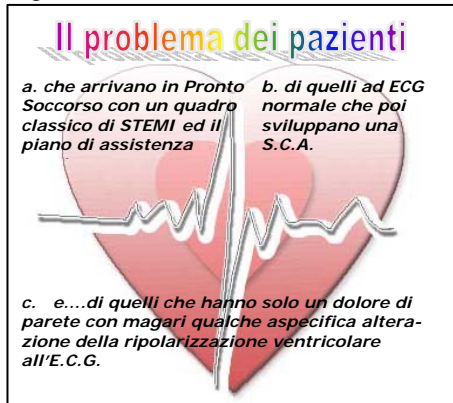 Il problema dei pazienti
a. che arrivano in Pronto
Soccorso con un quadro
classico di STEMI ed il
piano di assistenza
b. di quelli ad ECG
normale che poi
sviluppano una
S.C.A.
c. e....di quelli che hanno solo un dolore di
parete con magari qualche aspecifica altera-
zione della ripolarizzazione ventricolare
all'E.C.G.